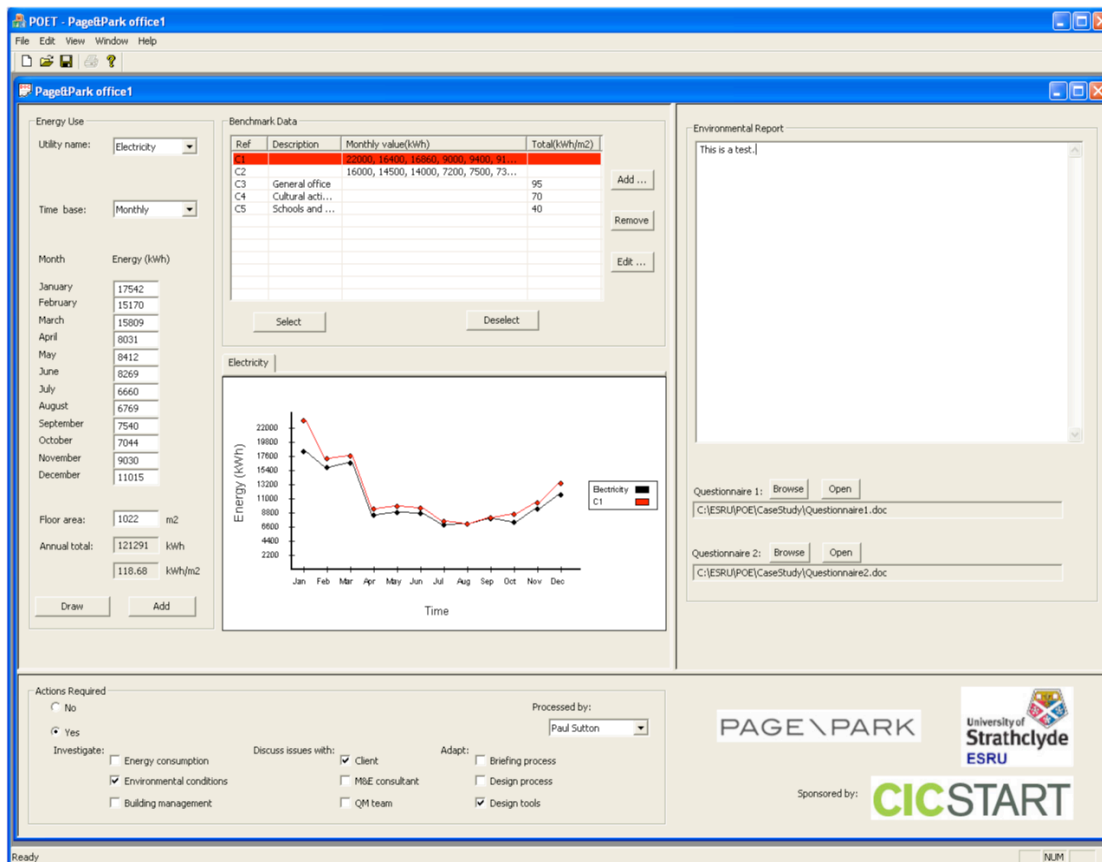 POET - Page&Park office1
File Edit View Window Help
Page&Park office1
Energy Use
Utility name: Electricity
Time base: Monthly
Month Energy (kWh)
January 17542
February 15170
March 15809
April 8031
May 8412
June 8269
July 6660
August 6769
September 7540
October 7044
November 9030
December 11015
Floor area: 1022 m2
Annual total: 121291 kWh
118.68 kWh/m2
Draw Add
Benchmark Data
Ref Description Monthly value(kWh) Total(kWh/m2)
C1 22000, 16400, 16860, 9000, 9400, 91...
C2 16000, 14500, 14000, 7200, 7500, 73...
C3 General office 95
C4 Cultural acti... 70
C5 Schools and ... 40
Add ...
Remove
Edit ...
Select Deselect
Electricity
Energy (kWh)
22000
19800
17600
15400
13200
11000
8800
6600
4400
2200
Jan Feb Mar Apr May Jun Jul Aug Sep Oct Nov Dec
Time
Electricity
C1
Environmental Report
This is a test.
Questionnaire 1: Browse Open
C:\ESRU\POE\CaseStudy\Questionnaire1.doc
Questionnaire 2: Browse Open
C:\ESRU\POE\CaseStudy\Questionnaire2.doc
Actions Required
No
Yes
Processed by:
Paul Sutton
Investigate:
Energy consumption
Environmental conditions
Building management
Discuss issues with:
Client
M&E consultant
QM team
Adapt:
Briefing process
Design process
Design tools
PAGE\PARK
University of
Strathclyde
ESRU
Sponsored by: CICSTART
Ready NUM